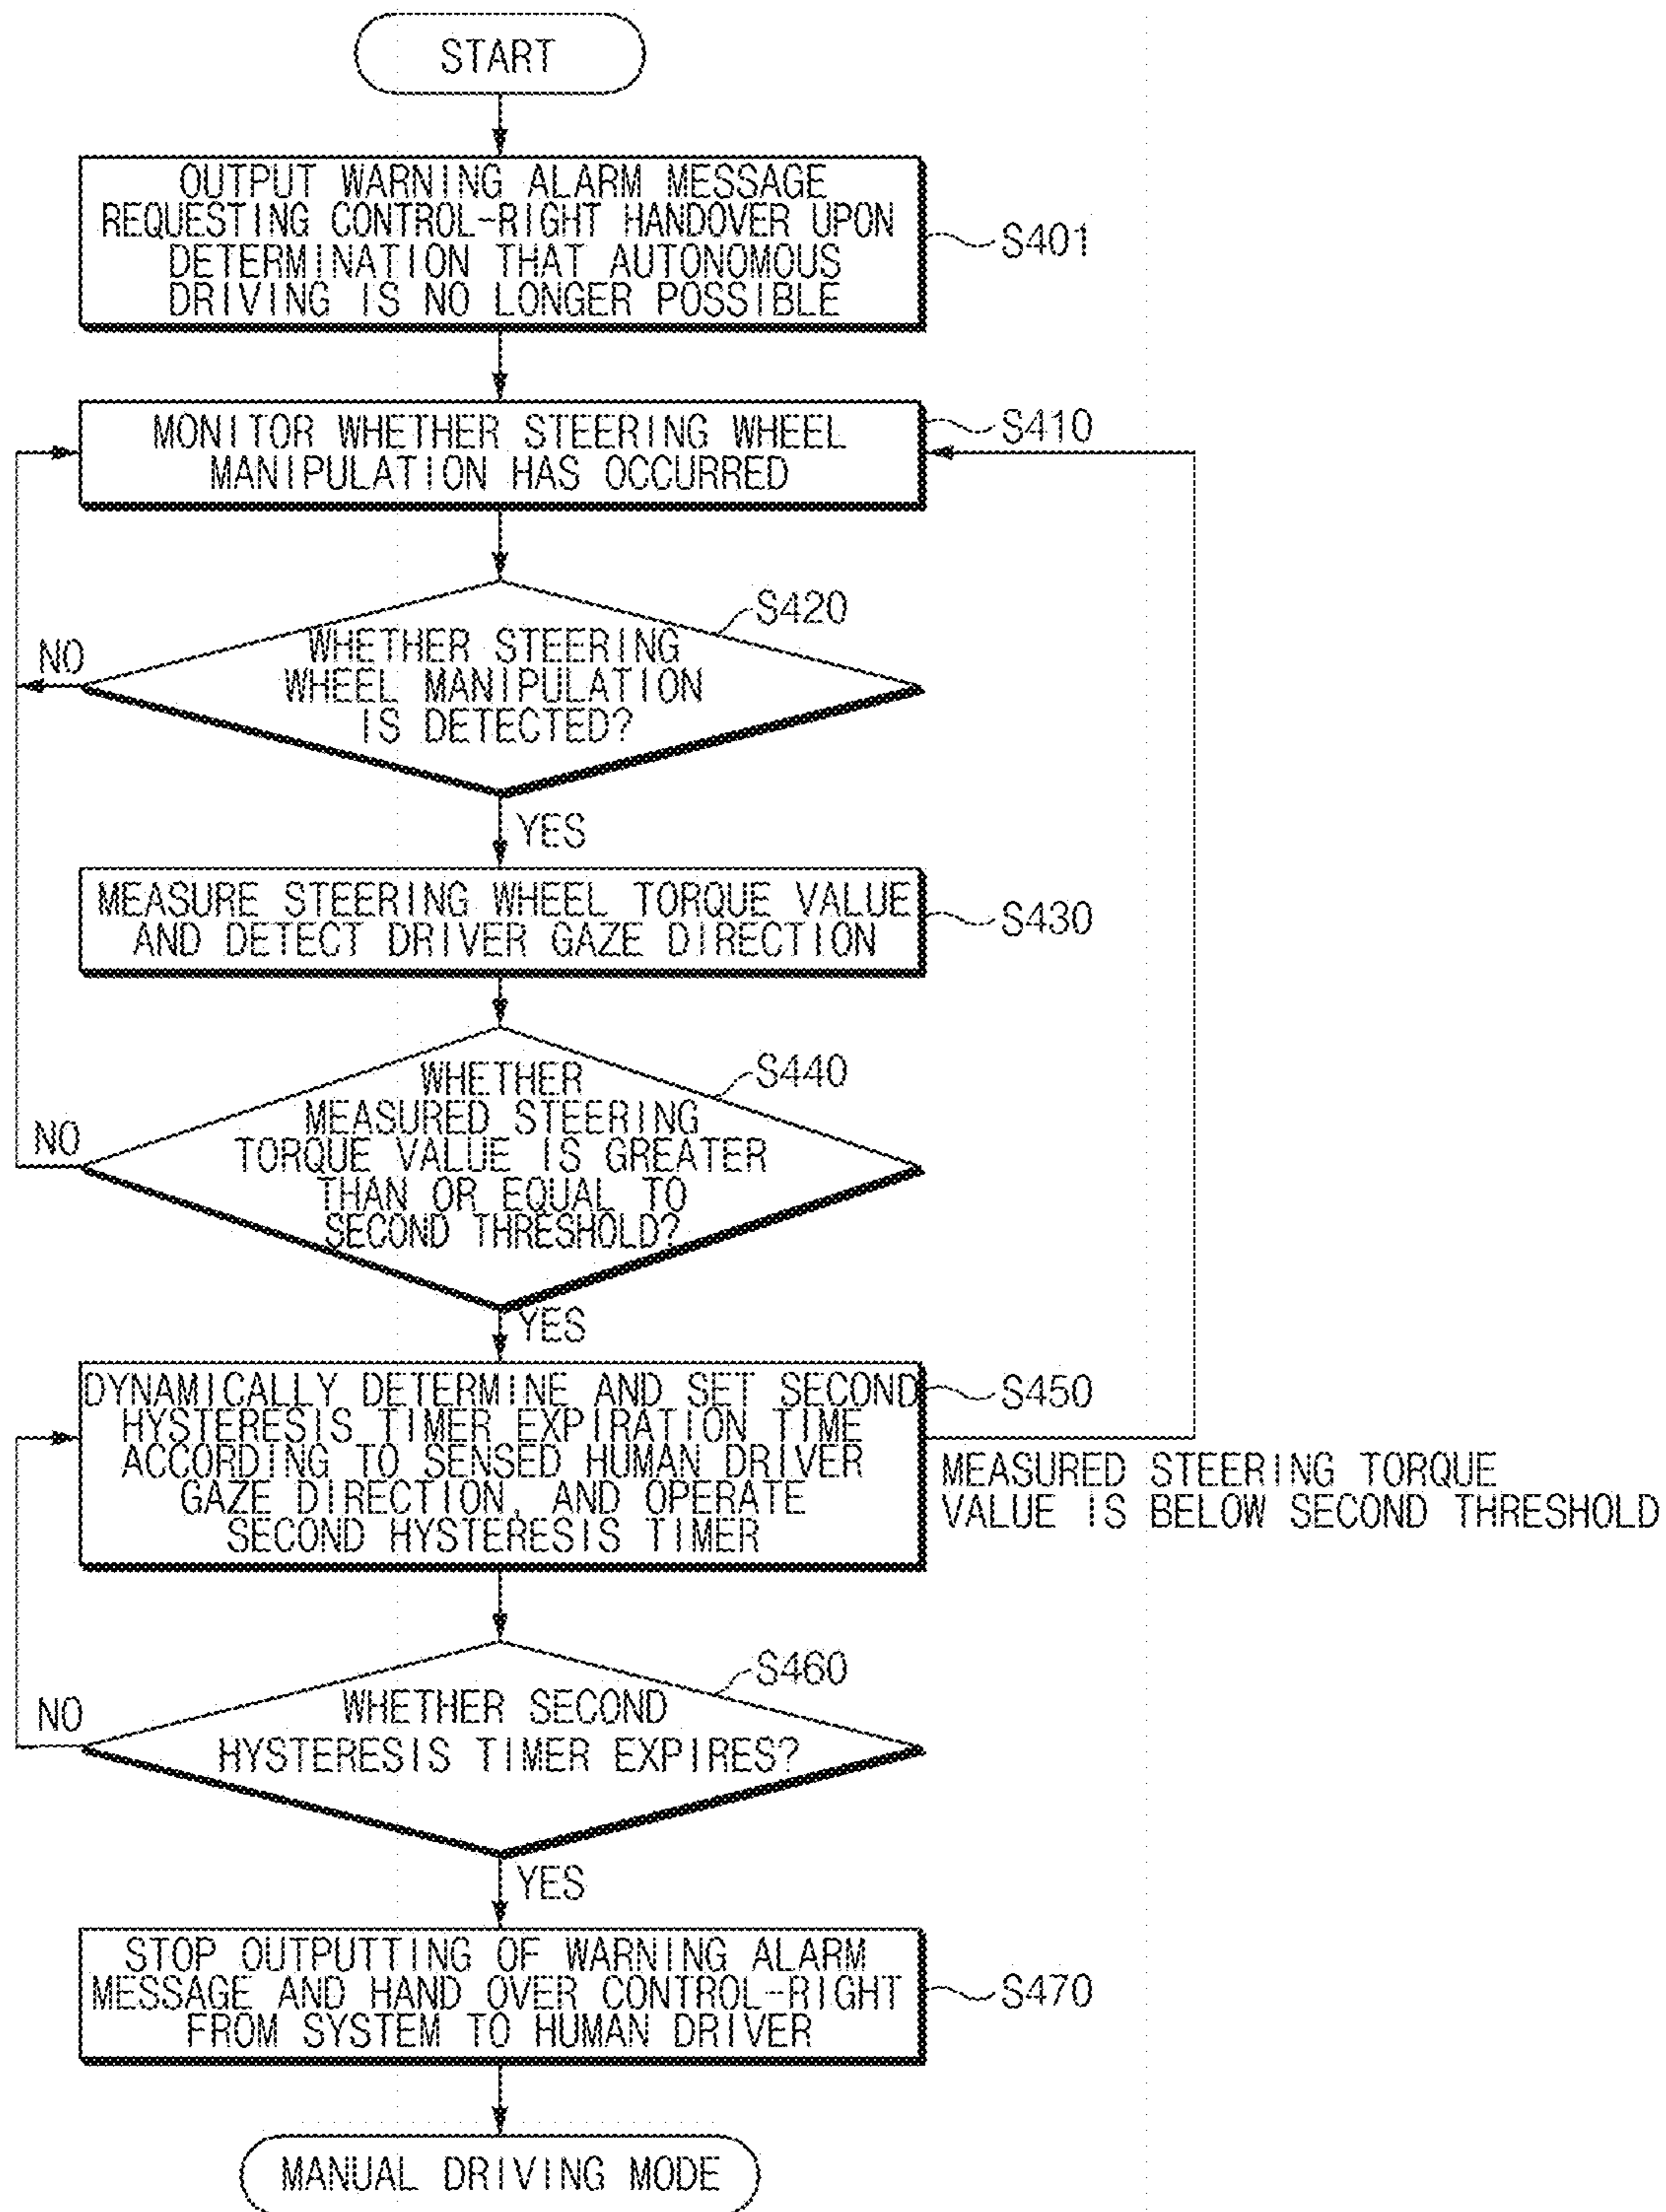 START
OUTPUT WARNING ALARM MESSAGE
REQUESTING CONTROL-RIGHT HANDOVER UPON
DETERMINATION THAT AUTONOMOUS
DRIVING IS NO LONGER POSSIBLE
S401
MONITOR WHETHER STEERING WHEEL
MANIPULATION HAS OCCURRED
S410
S420
WHETHER STEERING
WHEEL MANIPULATION
IS DETECTED?
NO
YES
MEASURE STEERING WHEEL TORQUE VALUE
AND DETECT DRIVER GAZE DIRECTION
S430
S440
WHETHER
MEASURED STEERING
TORQUE VALUE IS GREATER
THAN OR EQUAL TO
SECOND THRESHOLD?
NO
YES
DYNAMICALLY DETERMINE AND SET SECOND
HYSTERESIS TIMER EXPIRATION TIME
ACCORDING TO SENSED HUMAN DRIVER
GAZE DIRECTION, AND OPERATE
SECOND HYSTERESIS TIMER
S450
MEASURED STEERING TORQUE
VALUE IS BELOW SECOND THRESHOLD
S460
WHETHER SECOND
HYSTERESIS TIMER EXPIRES?
NO
YES
STOP OUTPUTTING OF WARNING ALARM
MESSAGE AND HAND OVER CONTROL-RIGHT
FROM SYSTEM TO HUMAN DRIVER
S470
MANUAL DRIVING MODE